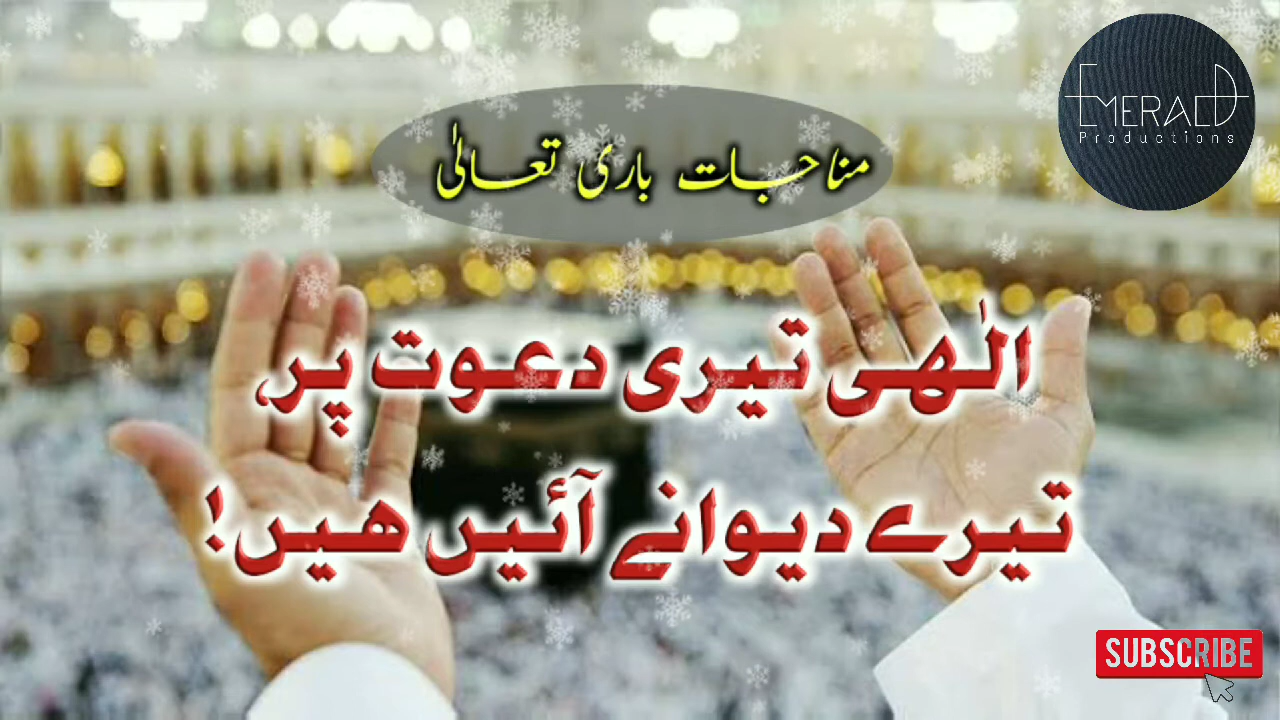 مناجات باری تعالیٰ
EMERALD
Productions
الٰھی تیری دعوت پر،
تیرے دیوانے آئیں ھیں!
SUBSCRIBE